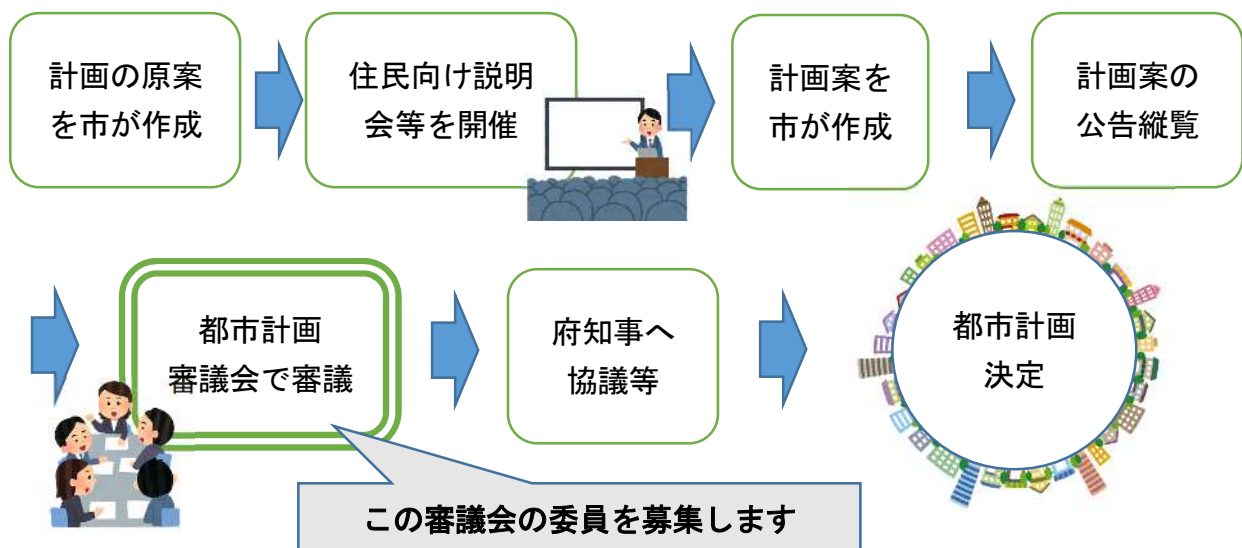 計画の原案
を市が作成
住民向け説明
会等を開催
計画案を
市が作成
計画案の
公告縦覧
都市計画
審議会で審議
府知事へ
協議等
都市計画
決定
この審議会の委員を募集します